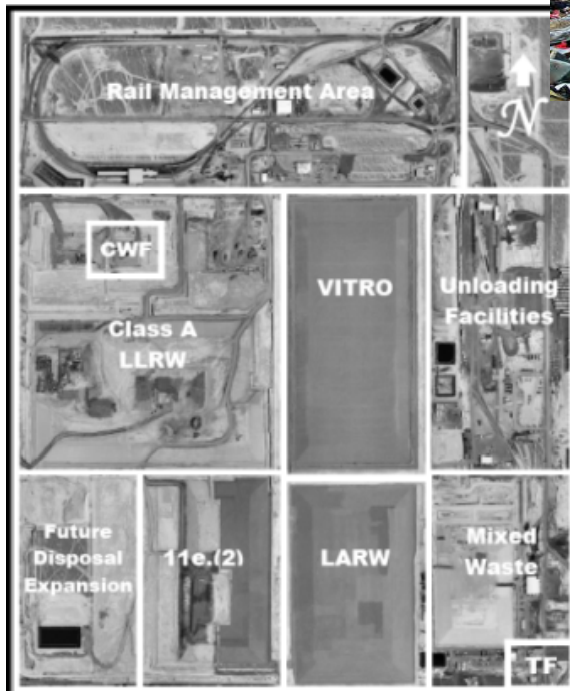 Rail Management Area
N
CWF
Class A
LLRW
VITRO
Unloading
Facilities
Future
Disposal
Expansion
11e.(2)
LARW
Mixed
Waste
TF